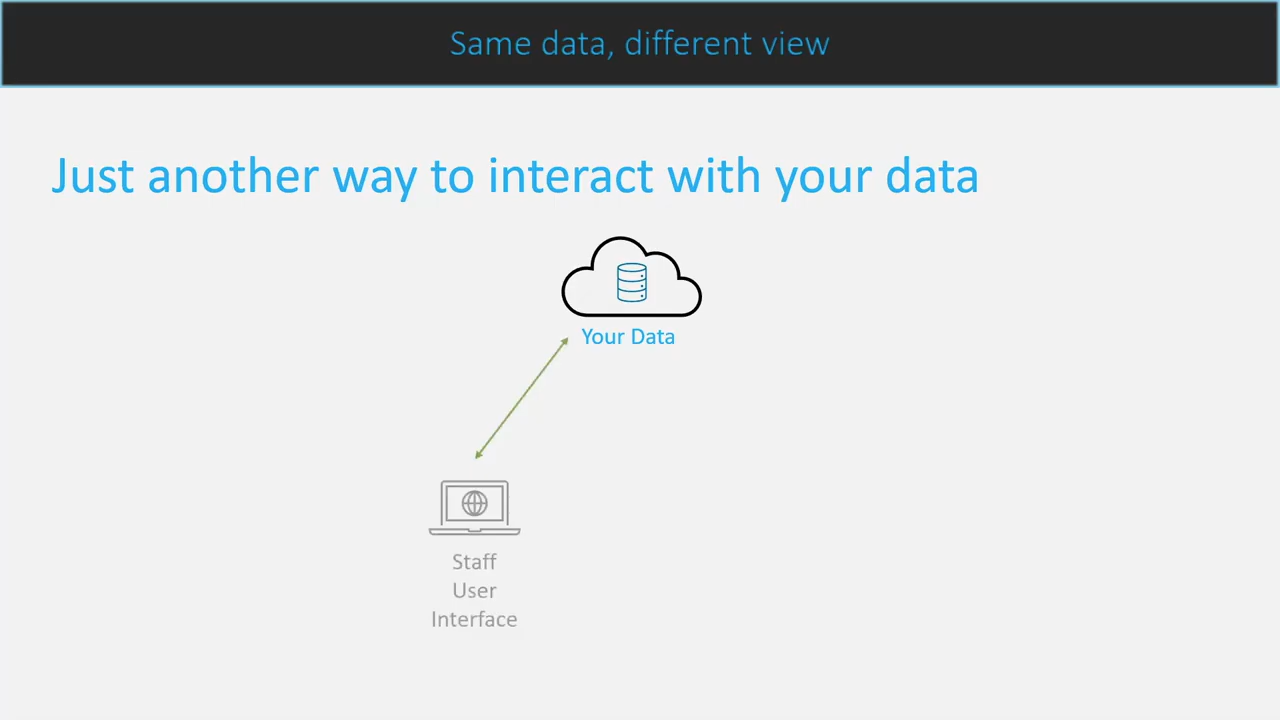 Same data, different view
Just another way to interact with your data
Your Data
Staff
User
Interface